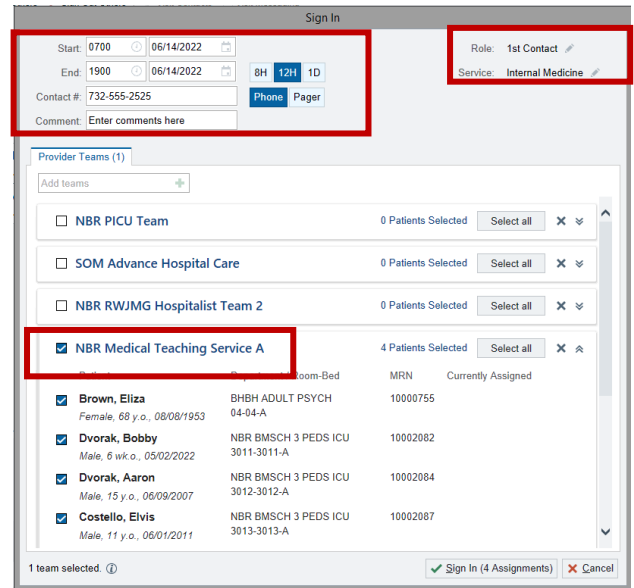 Sign In
Start: 0700 06/14/2022
Role: 1st Contact
End: 1900 06/14/2022 8H 12H 1D
Service: Internal Medicine
Contact #: 732-555-2525 Phone Pager
Comment: Enter comments here
Provider Teams (1)
Add teams
NBR PICU Team 0 Patients Selected Select all
SOM Advance Hospital Care 0 Patients Selected Select all
NBR RWJMG Hospitalist Team 2 0 Patients Selected Select all
NBR Medical Teaching Service A 4 Patients Selected Select all
Room-Bed MRN Currently Assigned
Brown, Eliza BHBH ADULT PSYCH 10000755
Female, 68 y.o., 08/08/1953 04-04-A
Dvorak, Bobby NBR BMSCH 3 PEDS ICU 10002082
Male, 6 wk.o., 05/02/2022 3011-3011-A
Dvorak, Aaron NBR BMSCH 3 PEDS ICU 10002084
Male, 15 y.o., 06/09/2007 3012-3012-A
Costello, Elvis NBR BMSCH 3 PEDS ICU 10002087
Male, 11 y.o., 06/01/2011 3013-3013-A
1 team selected. Sign In (4 Assignments) Cancel